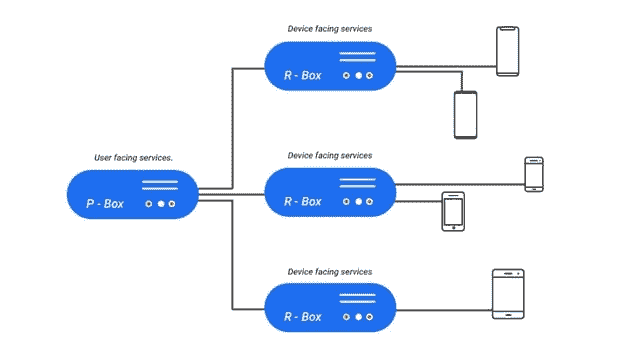 Device facing services
R - Box
User facing services.
P - Box
Device facing services
R - Box
Device facing services
R - Box